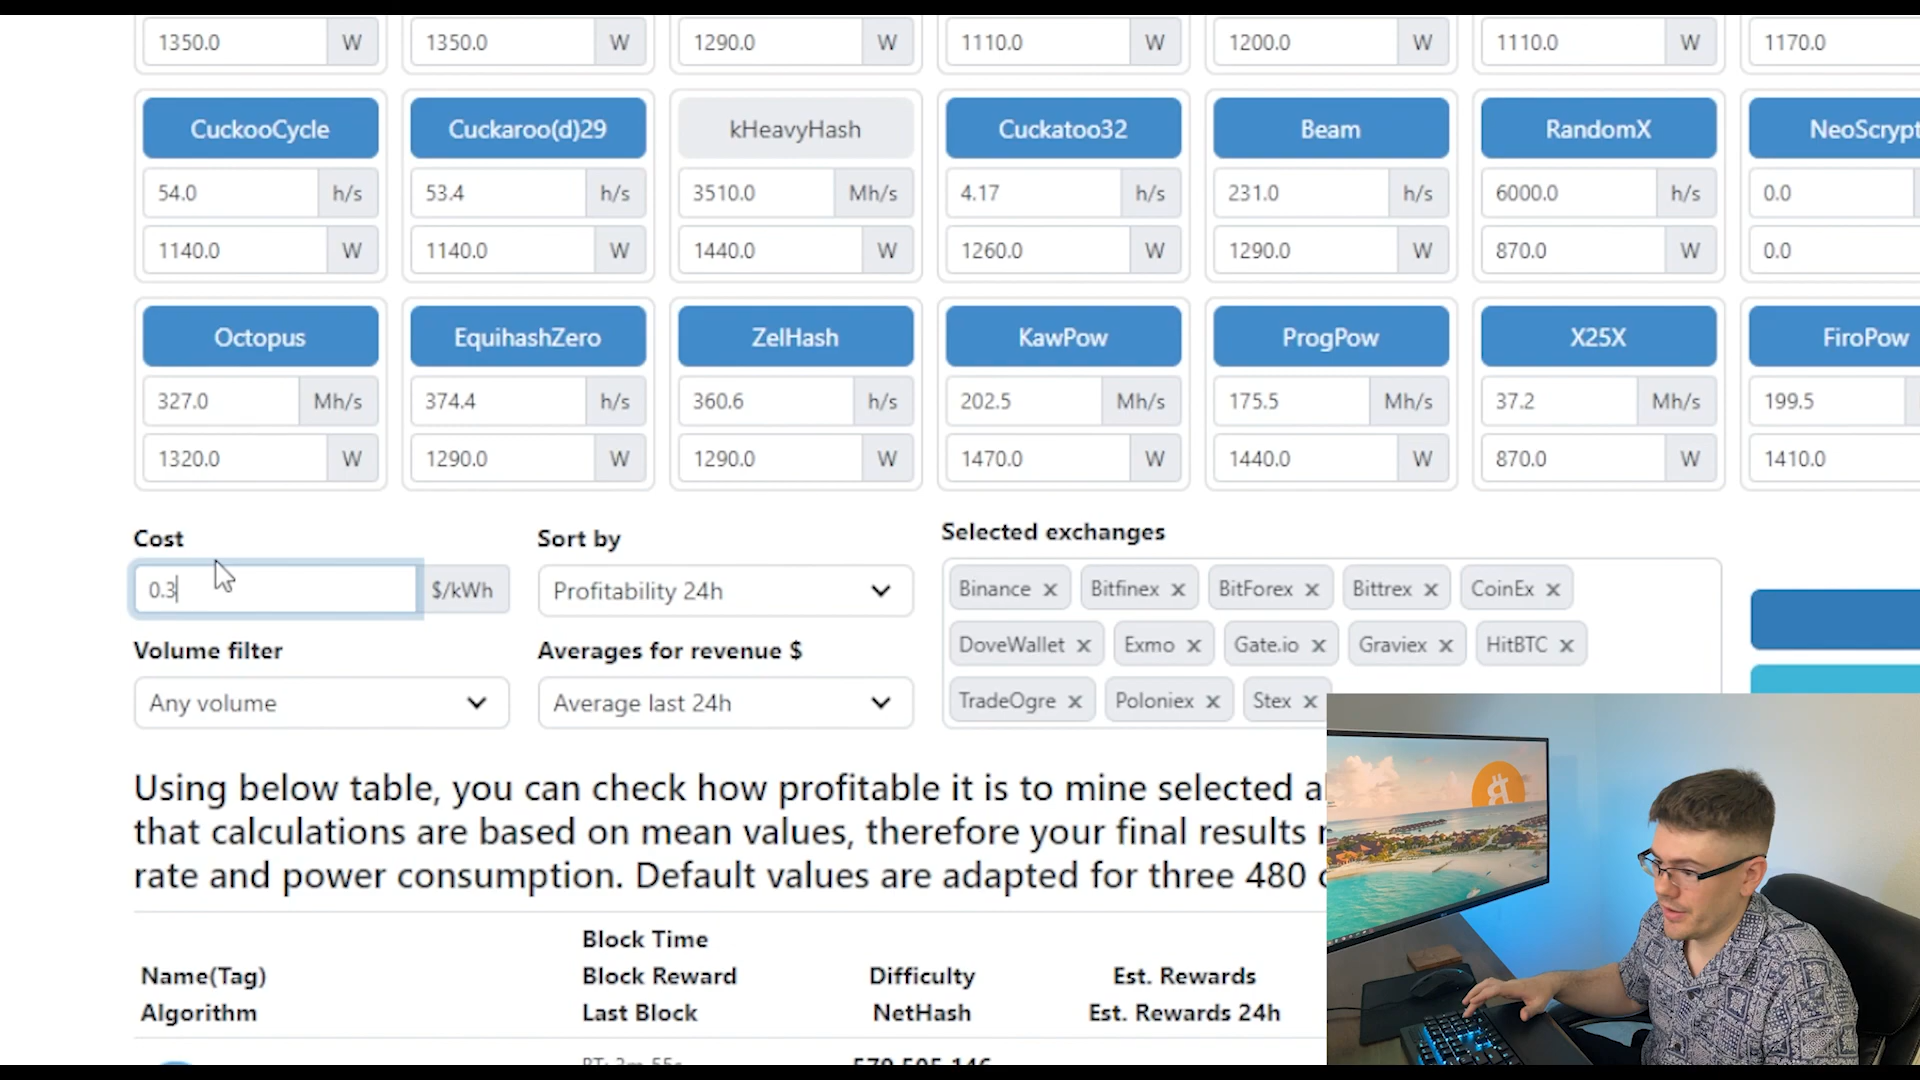 1350.0 W 1350.0 W 1290.0 W 1110.0 W 1200.0 W 1110.0 W 1170.0
CuckooCycle Cuckaroo(d)29 kHeavyHash Cuckatoo32 Beam RandomX NeoScrypt
54.0 h/s 53.4 h/s 3510.0 Mh/s 4.17 h/s 231.0 h/s 6000.0 h/s 0.0
1140.0 W 1140.0 W 1440.0 W 1260.0 W 1290.0 W 870.0 W 0.0
Octopus EquihashZero ZelHash KawPow ProgPow X25X FiroPow
327.0 Mh/s 374.4 h/s 360.6 h/s 202.5 Mh/s 175.5 Mh/s 37.2 Mh/s 199.5
1320.0 W 1290.0 W 1290.0 W 1470.0 W 1440.0 W 870.0 W 1410.0
Cost Sort by Selected exchanges
0.3 $/kWh Profitability 24h Binance x Bitfinex x BitForex x Bittrex x CoinEx x
Volume filter Averages for revenue $ DoveWallet x Exmo x Gate.io x Graviex x HitBTC x
Any volume Average last 24h TradeOgre x Poloniex x Stex x
Using below table, you can check how profitable it is to mine selected
that calculations are based on mean values, therefore your final results
rate and power consumption. Default values are adapted for three 480
Block Time
Name(Tag) Block Reward Difficulty Est. Rewards
Algorithm Last Block NetHash Est. Rewards 24h